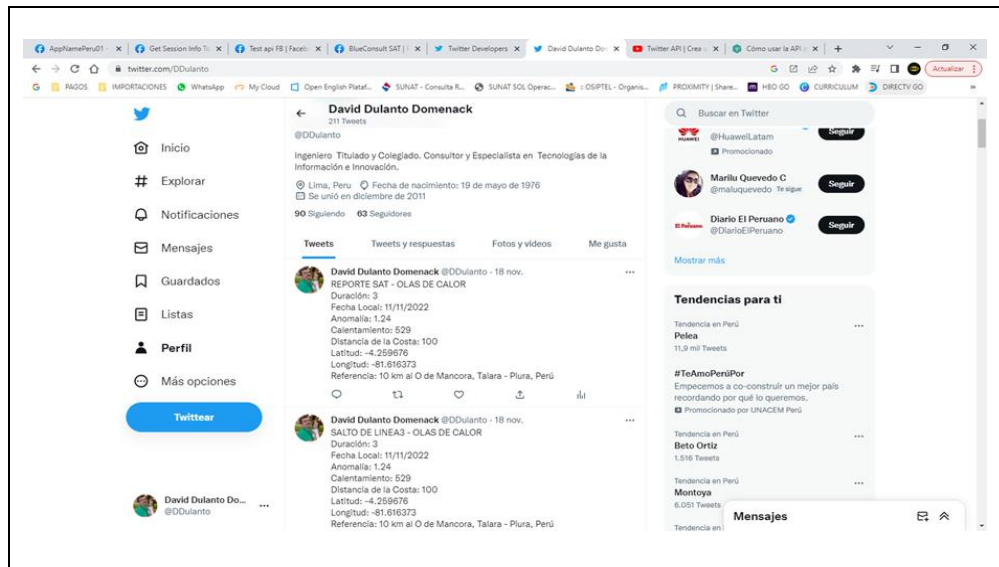 AppNamePeru01 -
Get Session Info To
Test api FB | Faceb
BlueConsult SAT |
Twitter Developers
David Dulanto Do
Twitter API | Crea
Cómo usar la API
twitter.com/DDulanto
Actualizar
G
PAGOS
IMPORTACIONES
WhatsApp
My Cloud
Open English Plataf...
SUNAT - Consulta R...
SUNAT SOL Operac...
:: OSIPTEL - Organis...
PROXIMITY | Share...
HBO GO
CURRICULUM
DIRECTV GO
Inicio
Explorar
Notificaciones
Mensajes
Guardados
Listas
Perfil
Más opciones
Twittear
David Dulanto Do...
@DDulanto
David Dulanto Domenack
211 Tweets
@DDulanto
Ingeniero Titulado y Colegiado. Consultor y Especialista en Tecnologías de la
Información e Innovación.
Lima, Peru Fecha de nacimiento: 19 de mayo de 1976
Se unió en diciembre de 2011
90 Siguiendo 63 Seguidores
Tweets Tweets y respuestas Fotos y videos Me gusta
David Dulanto Domenack @DDulanto · 18 nov.
REPORTE SAT - OLAS DE CALOR
Duración: 3
Fecha Local: 11/11/2022
Anomalía: 1.24
Calentamiento: 529
Distancia de la Costa: 100
Latitud: -4.259676
Longitud: -81.616373
Referencia: 10 km al O de Mancora, Talara - Piura, Perú
David Dulanto Domenack @DDulanto · 18 nov.
SALTO DE LINEA3 - OLAS DE CALOR
Duración: 3
Fecha Local: 11/11/2022
Anomalía: 1.24
Calentamiento: 529
Distancia de la Costa: 100
Latitud: -4.259676
Longitud: -81.616373
Referencia: 10 km al O de Mancora, Talara - Piura, Perú
Buscar en Twitter
HUAWEI
@HuaweiLatam
Seguir
Promocionado
Marilu Quevedo C
@maluquevedo Te sigue
Seguir
El Peruano
Diario El Peruano
@DiarioElPeruano
Seguir
Mostrar más
Tendencias para ti
Tendencia en Perú
Pelea
11,9 mil Tweets
#TeAmoPerúPor
Empecemos a co-construir un mejor país
recordando por qué lo queremos.
Promocionado por UNACEM Perú
Tendencia en Perú
Beto Ortiz
1.516 Tweets
Tendencia en Perú
Montoya
6.051 Tweets
Tendencia en
Mensajes